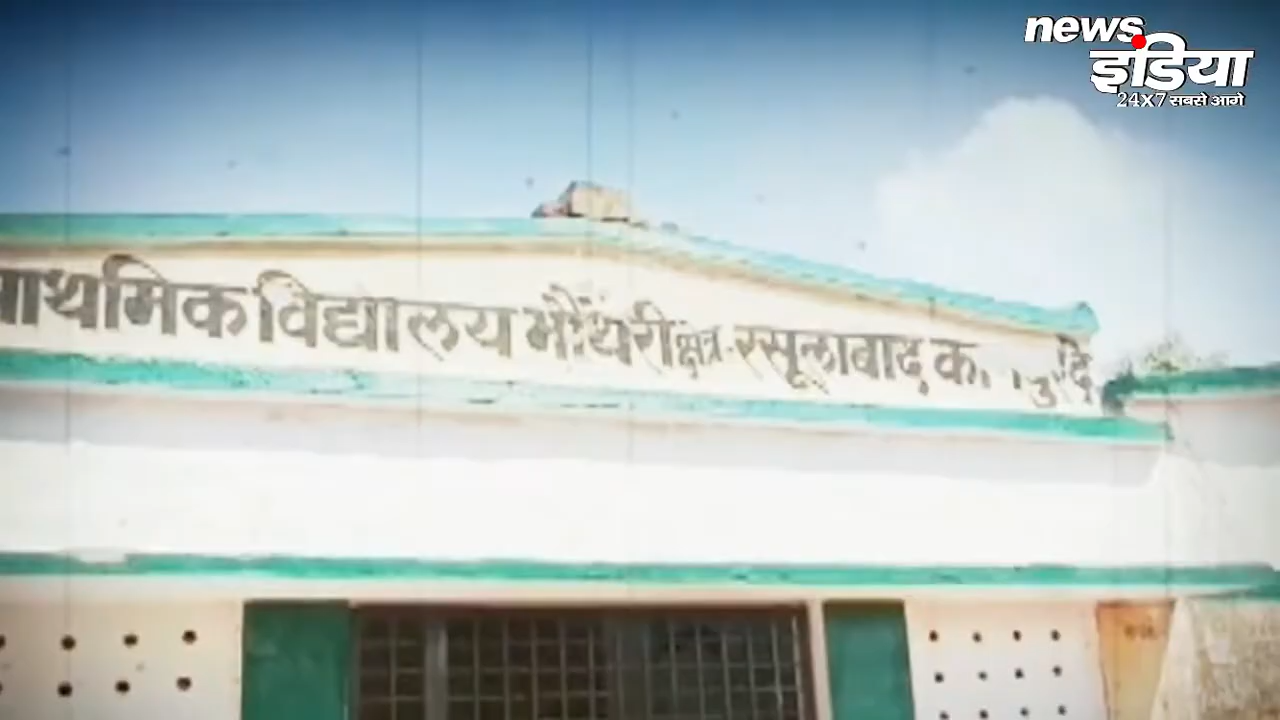 news
इंडिया
24x7 सबसे आगे
प्राथमिक विद्यालय भौंथरी क्षेत्र-रसूलाबाद का.